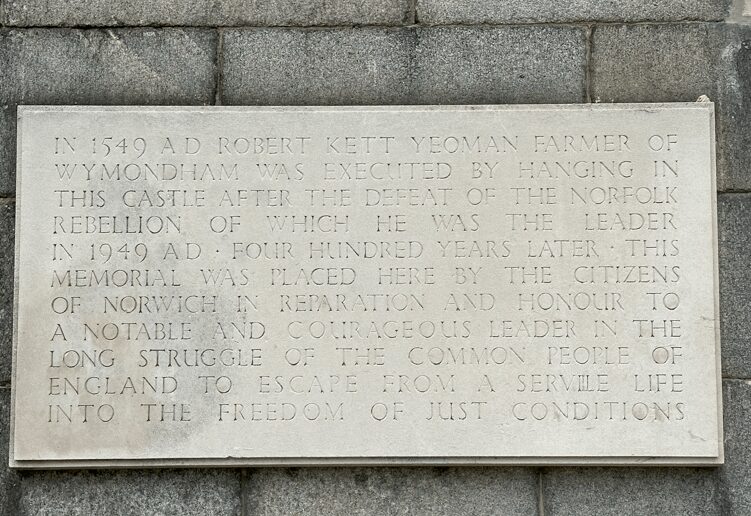 IN 1549 A D ROBERT KETT YEOMAN FARMER OF
WYMONDHAM WAS EXECUTED BY HANGING IN
THIS CASTLE AFTER THE DEFEAT OF THE NORFOLK
REBELLION OF WHICH HE WAS THE LEADER
IN 1949 A D · FOUR HUNDRED YEARS LATER · THIS
MEMORIAL WAS PLACED HERE BY THE CITIZENS
OF NORWICH IN REPARATION AND HONOUR TO
A NOTABLE AND COURAGEOUS LEADER IN THE
LONG STRUGGLE OF THE COMMON PEOPLE OF
ENGLAND TO ESCAPE FROM A SERVILE LIFE
INTO THE FREEDOM OF JUST CONDITIONS